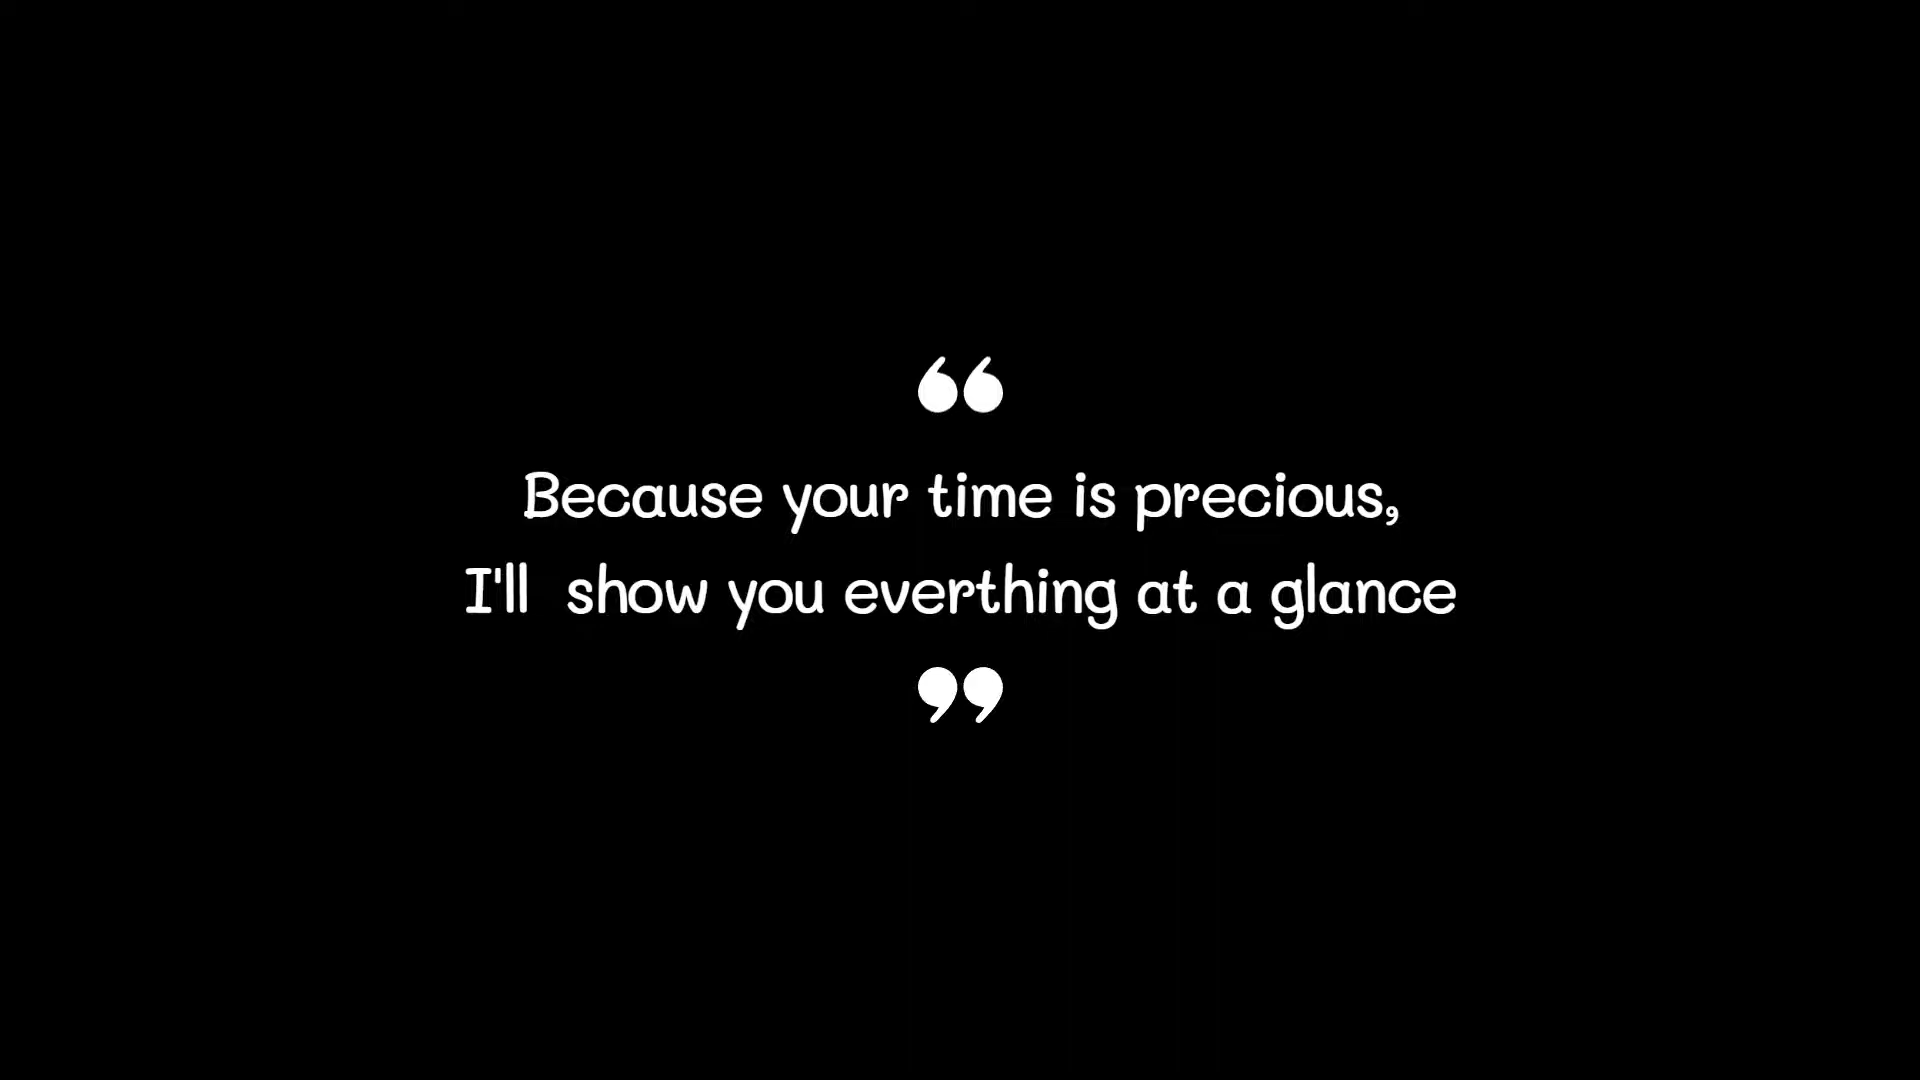 “
Because your time is precious,
I'll  show you everthing at a glance
”